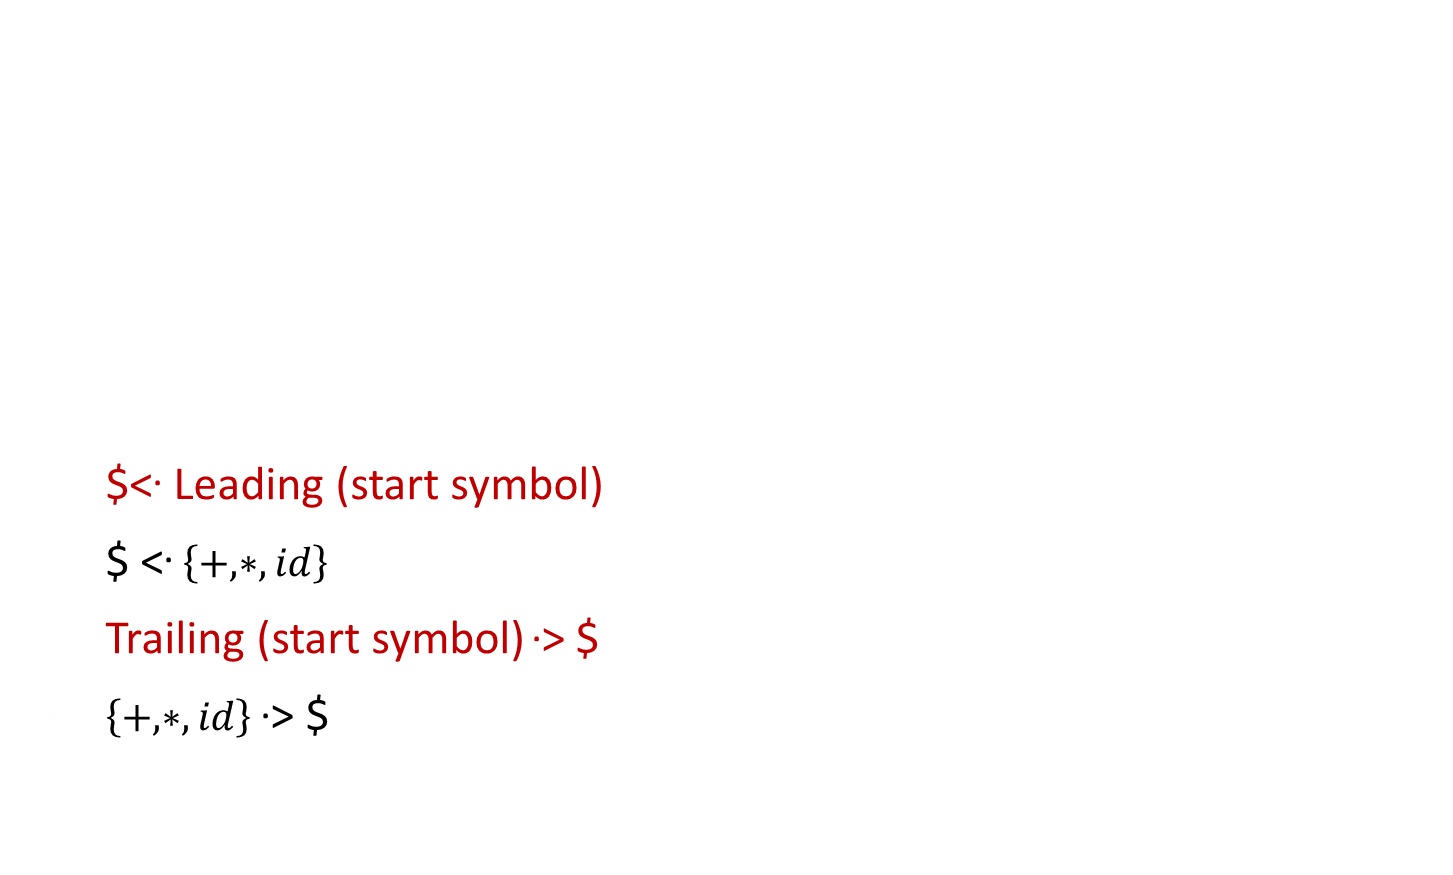 $<· Leading (start symbol)
$ <· {+,∗, id}
Trailing (start symbol) ·> $
{+,∗, id} ·> $